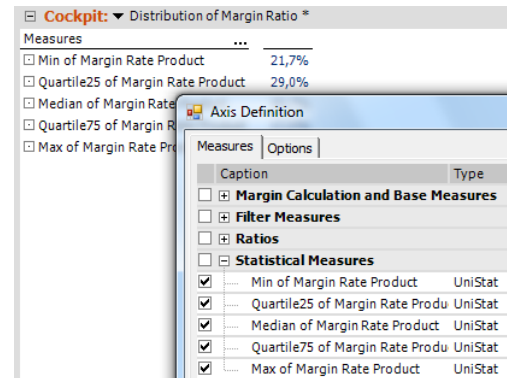 Cockpit: Distribution of Margin Ratio *
Measures ...
Min of Margin Rate Product 21,7%
Quartile25 of Margin Rate Product 29,0%
Median of Margin Rate
Quartile75 of Margin R
Max of Margin Rate Pro
Axis Definition
Measures Options
Caption Type
Margin Calculation and Base Measures
Filter Measures
Ratios
Statistical Measures
Min of Margin Rate Product UniStat
Quartile25 of Margin Rate Produ UniStat
Median of Margin Rate Product UniStat
Quartile75 of Margin Rate Produ UniStat
Max of Margin Rate Product UniStat